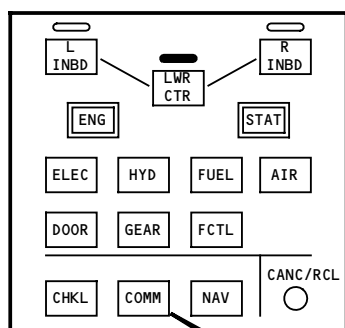 L
INBD
R
INBD
LWR
CTR
ENG
STAT
ELEC
HYD
FUEL
AIR
DOOR
GEAR
FCTL
CANC/RCL
CHKL
COMM
NAV